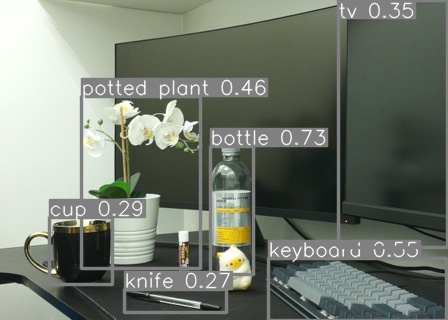 tv 0.35
potted plant 0.46
bottle 0.73
cup 0.29
keyboard 0.55
knife 0.27